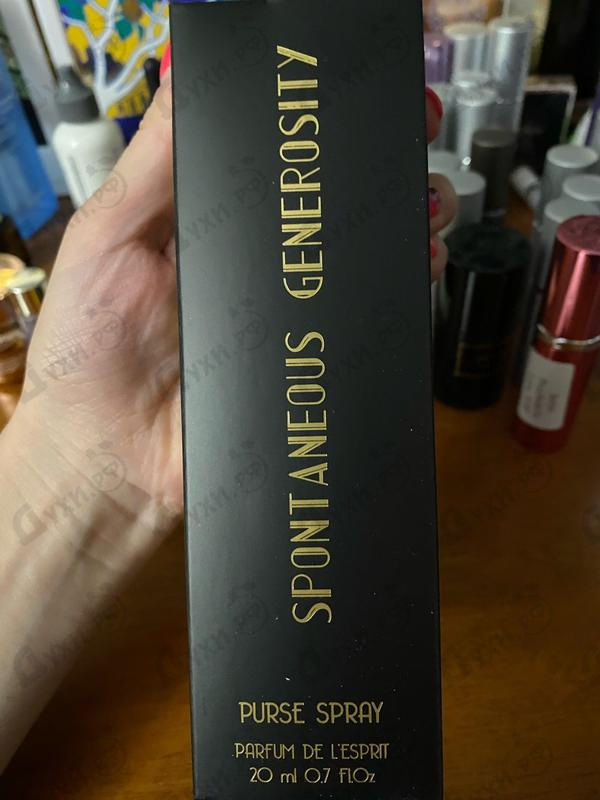 SPONTANEOUS GENEROSITY
PURSE SPRAY
PARFUM DE L'ESPRIT
20 ml 0.7 Fl.Oz